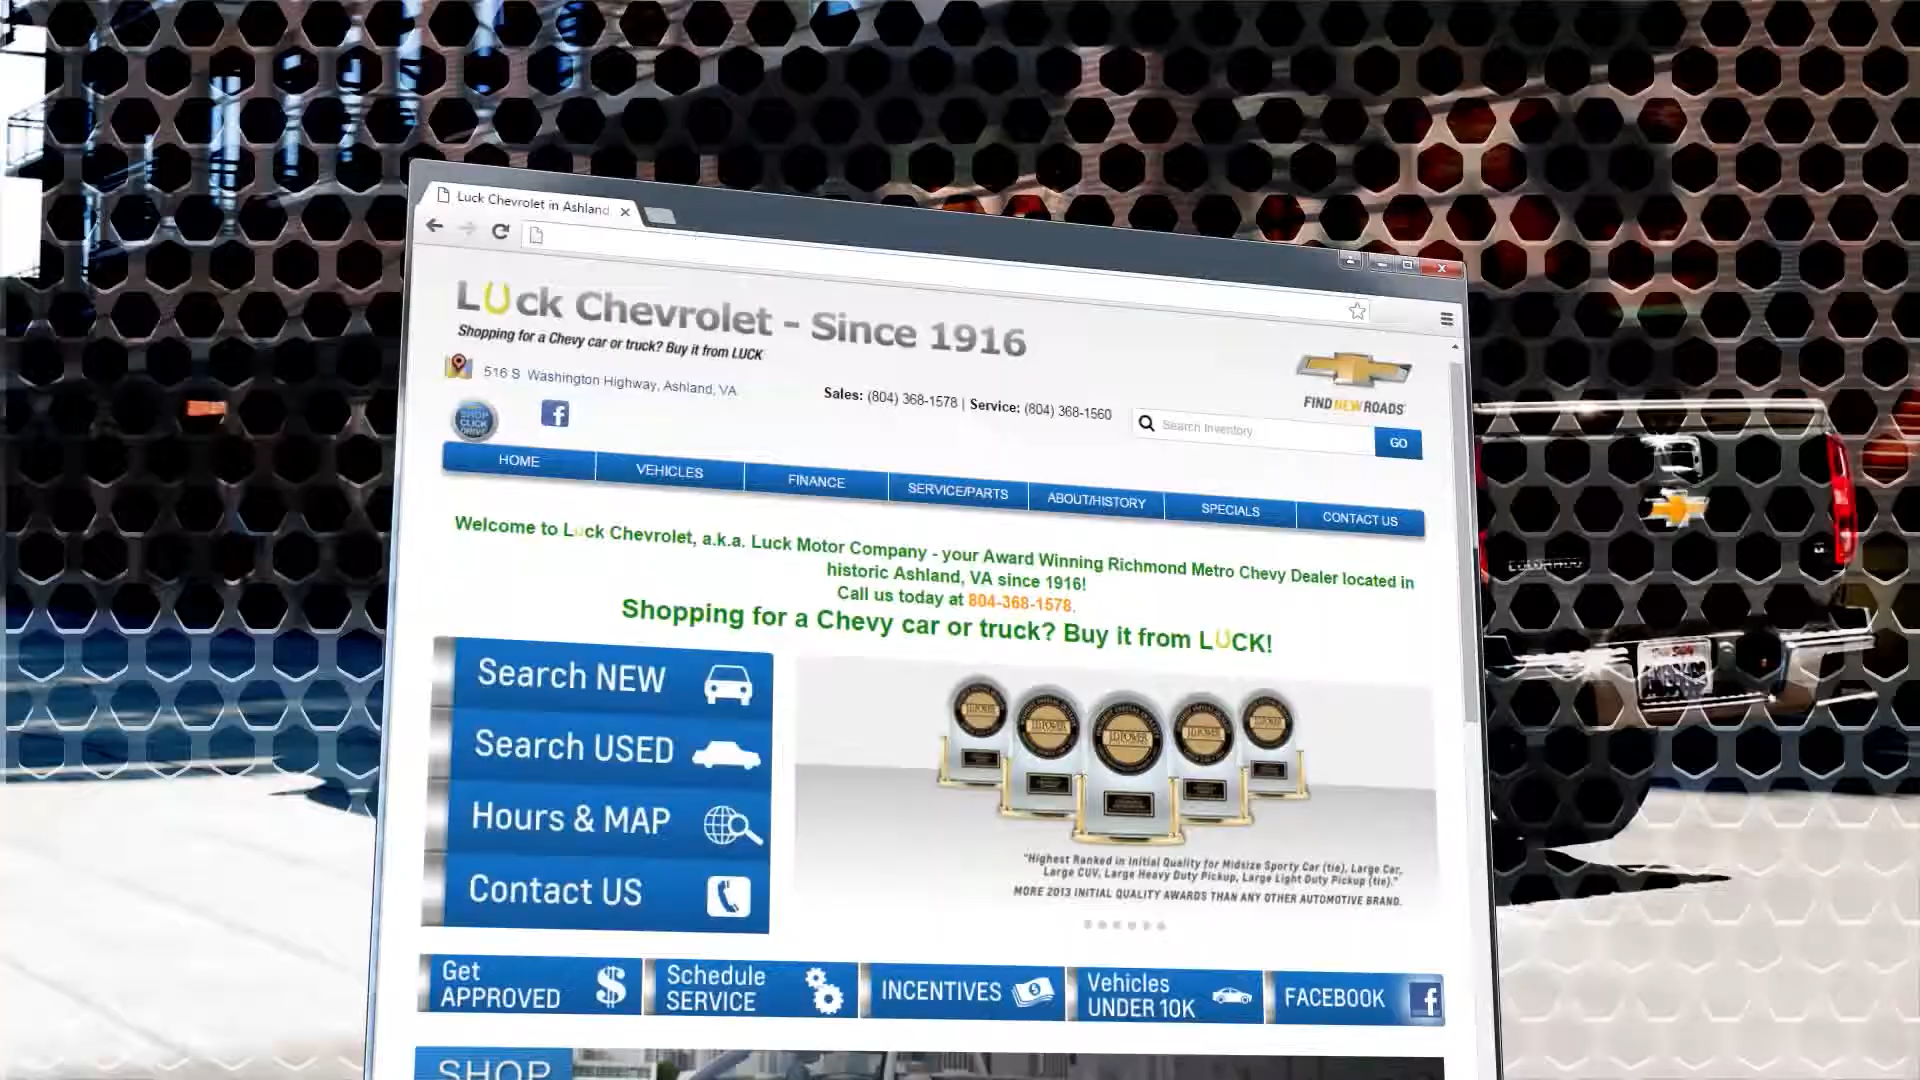 Luck Chevrolet in Ashland
LUck Chevrolet - Since 1916
Shopping for a Chevy car or truck? Buy it from LUCK
516 S Washington Highway, Ashland, VA
Sales: (804) 368-1578 | Service: (804) 368-1560
FIND NEW ROADS
SHOP
CLICK
DRIVE
Search Inventory
GO
HOME
VEHICLES
FINANCE
SERVICE/PARTS
ABOUT/HISTORY
SPECIALS
CONTACT US
Welcome to Luck Chevrolet, a.k.a. Luck Motor Company - your Award Winning Richmond Metro Chevy Dealer located in
historic Ashland, VA since 1916!
Call us today at 804-368-1578.
Shopping for a Chevy car or truck? Buy it from LUCK!
Search NEW
Search USED
Hours & MAP
Contact US
J.D. POWER
"Highest Ranked in Initial Quality for Midsize Sporty Car (tie), Large Car,
Large CUV, Large Heavy Duty Pickup, Large Light Duty Pickup (tie)."
MORE 2013 INITIAL QUALITY AWARDS THAN ANY OTHER AUTOMOTIVE BRAND.
Get
APPROVED
Schedule
SERVICE
INCENTIVES
Vehicles
UNDER 10K
FACEBOOK
SHOP
COLORADO